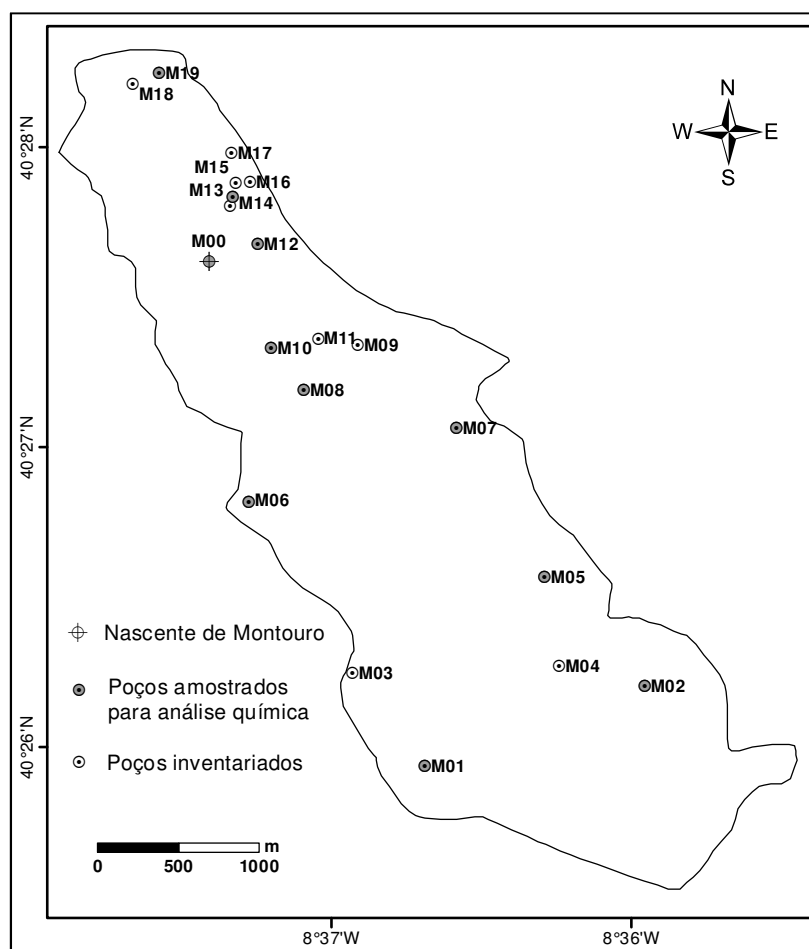 M19
M18
N
W E
S
40°28'N
M17
M15
M16
M13
M14
M00
M12
M11
M10
M09
M08
M07
40°27'N
M06
M05
Nascente de Montouro
M04
M03
M02
Poços amostrados
para análise química
40°26'N
Poços inventariados
M01
m
0 500 1000
8°37'W 8°36'W